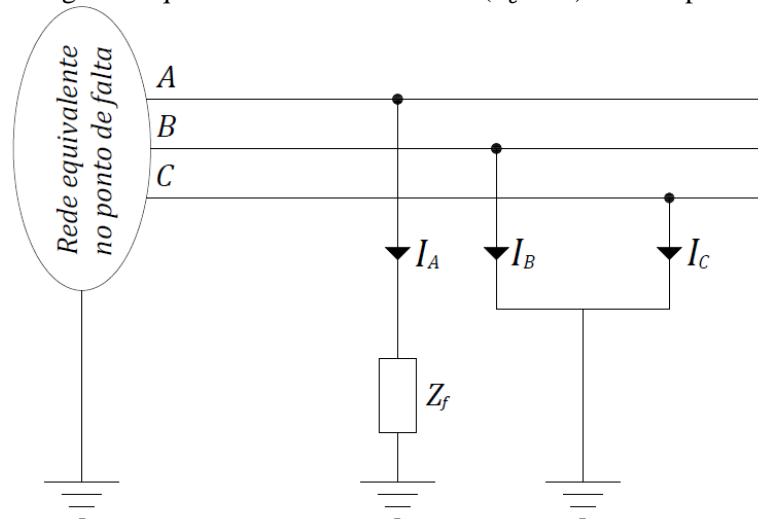 A
B
C
Rede equivalente
no ponto de falta
I_A
I_B
I_C
Z_f